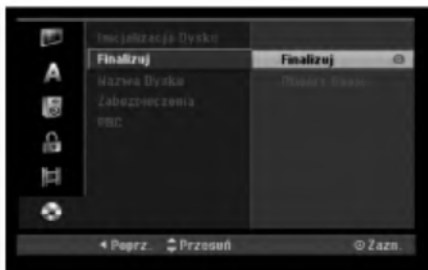 Inicjalizacja Dysku
Finalizuj
Finalizuj
Nazwa Dysku
Zabezpieczenia
PBC
Poprz. Przesuń
Zazn.